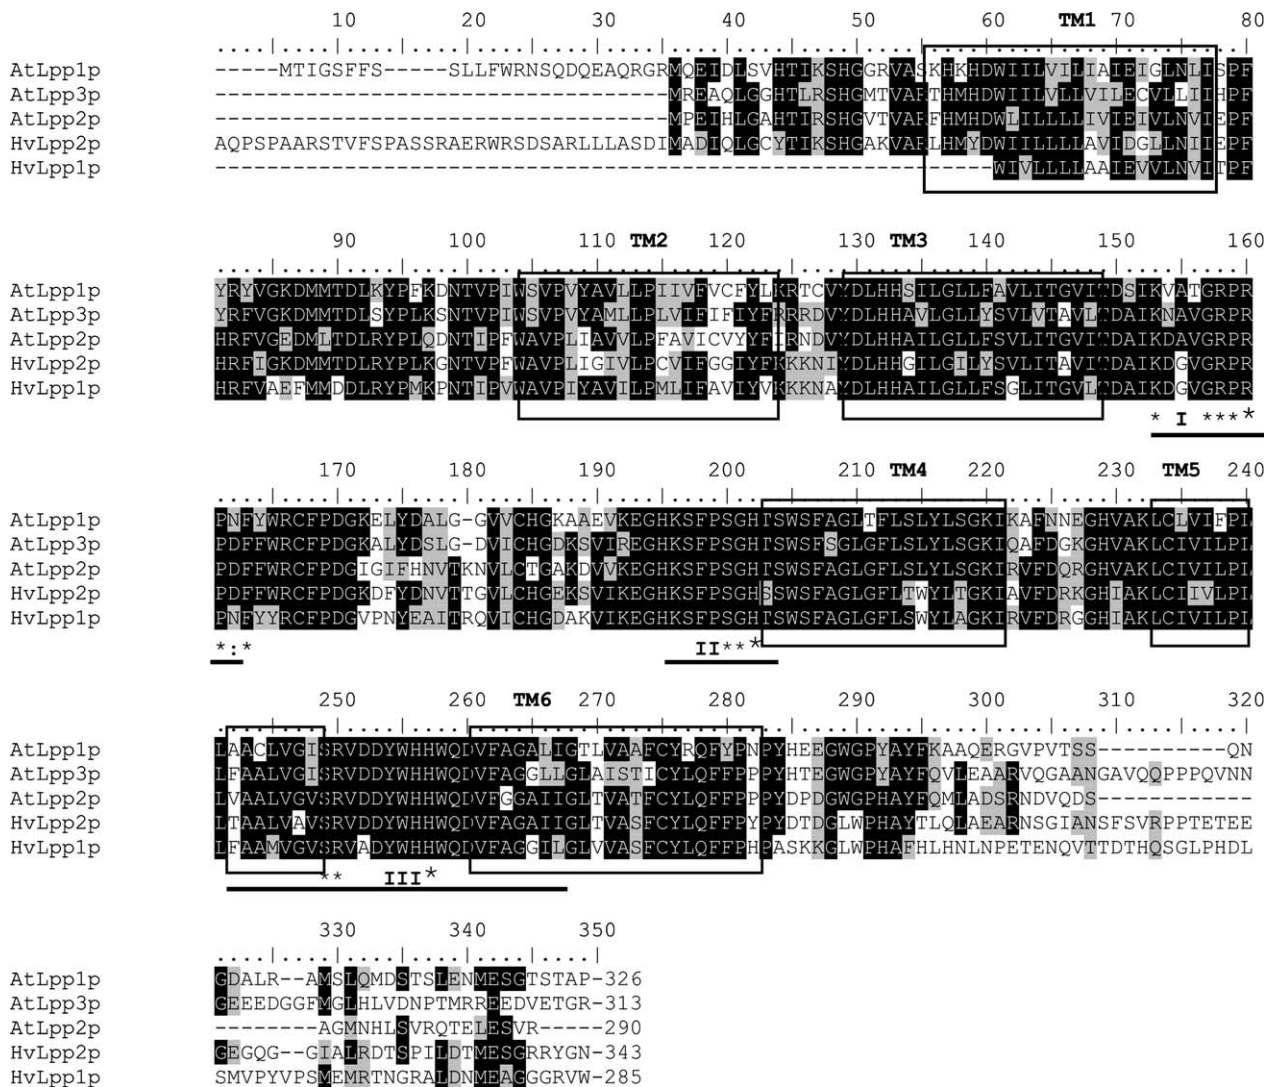 10 20 30 40 50 60 TM1 70 80
AtLpp1p -----MTIGSFFS-----SLLFWRNSQDQEAQRGRMQEIDLSVHTIKSHGGRVASKHKHDWIILVILIAIEIGLNLISPF
AtLpp3p -----------------------------------MREAQLGGHTLRSHGMTVARTHMHDWIILVLLVILECVLLIIHPF
AtLpp2p -----------------------------------MPEIHLGAHTIRSHGVTVARFHMHDWLILLLLIVIEIVLNVIEPF
HvLpp2p AQPSPAARSTVFSPASSRAERWRSDSARLLLASDIMADIQLGCYTIKSHGAKVARLHMYDWIILLLLAVIDGLLNIIEPF
HvLpp1p ------------------------------------------------------------WIVLLLLAAIEVVLNVITPF
90 100 110 TM2 120 130 TM3 140 150 160
AtLpp1p YRYVGKDMMTDLKYPFKDNTVPIWSVPVYAVLLPIIVFVCFYLKRTCVYDLHHSILGLLFAVLITGVITDSIKVATGRPR
AtLpp3p YRFVGKDMMTDLSYPLKSNTVPIWSVPVYAMLLPLVIFIFIYFRRRDVYDLHHAVLGLLYSVLVTAVLTDAIKNAVGRPR
AtLpp2p HRFVGEDMLTDLRYPLQDNTIPFWAVPLIAVVLPFAVICVYYFIRNDVYDLHHAILGLLFSVLITGVITDAIKDAVGRPR
HvLpp2p HRFIGKDMMTDLRYPLKGNTVPFWAVPLIGIVLPCVIFGGIYFKKKNIYDLHHGILGILYSVLITAVITDAIKDGVGRPR
HvLpp1p HRFVAEFMMDDLRYPMKPNTIPVWAVPIYAVILPMLIFAVIYVKKKNAYDLHHAILGLLFSGLITGVLTDAIKDGVGRPR
* I ****
170 180 190 200 210 TM4 220 230 TM5 240
AtLpp1p PNFYWRCFPDGKELYDALG-GVVCHGKAAEVKEGHKSFPSGHTSWSFAGLTFLSLYLSGKIKAFNNEGHVAKLCLVIFPL
AtLpp3p PDFFWRCFPDGKALYDSLG-DVICHGDKSVIREGHKSFPSGHTSWSFSGLGFLSLYLSGKIQAFDGKGHVAKLCIVILPL
AtLpp2p PDFFWRCFPDGIGIFHNVTKNVLCTGAKDVVKEGHKSFPSGHTSWSFAGLGFLSLYLSGKIRVFDQRGHVAKLCIVILPL
HvLpp2p PDFFWRCFPDGKDFYDNVTTGVLCHGEKSVIKEGHKSFPSGHSSWSFAGLGFLTWYLTGKIAVFDRKGHIAKLCIIVLPL
HvLpp1p PNFYYRCFPDGVPNYEAITRQVICHGDAKVIKEGHKSFPSGHTSWSFAGLGFLSWYLAGKIRVFDRGGHIAKLCIVILPL
*:* II***
250 260 TM6 270 280 290 300 310 320
AtLpp1p LAACLVGISRVDDYWHHWQDVFAGALIGTLVAAFCYRQFYPNPYHEEGWGPYAYFKAAQERGVPVTSS----------QN
AtLpp3p LFAALVGISRVDDYWHHWQDVFAGGLLGLAISTICYLQFFPPPYHTEGWGPYAYFQVLEAARVQGAANGAVQQPPPQVNN
AtLpp2p LVAALVGVSRVDDYWHHWQDVFGGAIIGLTVATFCYLQFFPPPYDPDGWGPHAYFQMLADSRNDVQDS------------
HvLpp2p LTAALVAVSRVDDYWHHWQDVFAGAIIGLTVASFCYLQFFPYPYDTDGLWPHAYTLQLAEARNSGIANSFSVRPPTETEE
HvLpp1p LFAAMVGVSRVADYWHHWQDVFAGGILGLVVASFCYLQFFPHPASKKGLWPHAFHLHLNLNPETENQVTTDTHQSGLPHDL
** III*
330 340 350
AtLpp1p GDALR--AMSLQMDSTSLENMESGTSTAP-326
AtLpp3p GEEEDGGFMGLHLVDNPTMRREEDVETGR-313
AtLpp2p --------AGMNHLSVRQTELESVR-----290
HvLpp2p GEGQG--GIALRDTSPILDTMESGRRYGN-343
HvLpp1p SMVPYVPSMEMRTNGRALDNMEAGGGRVW-285